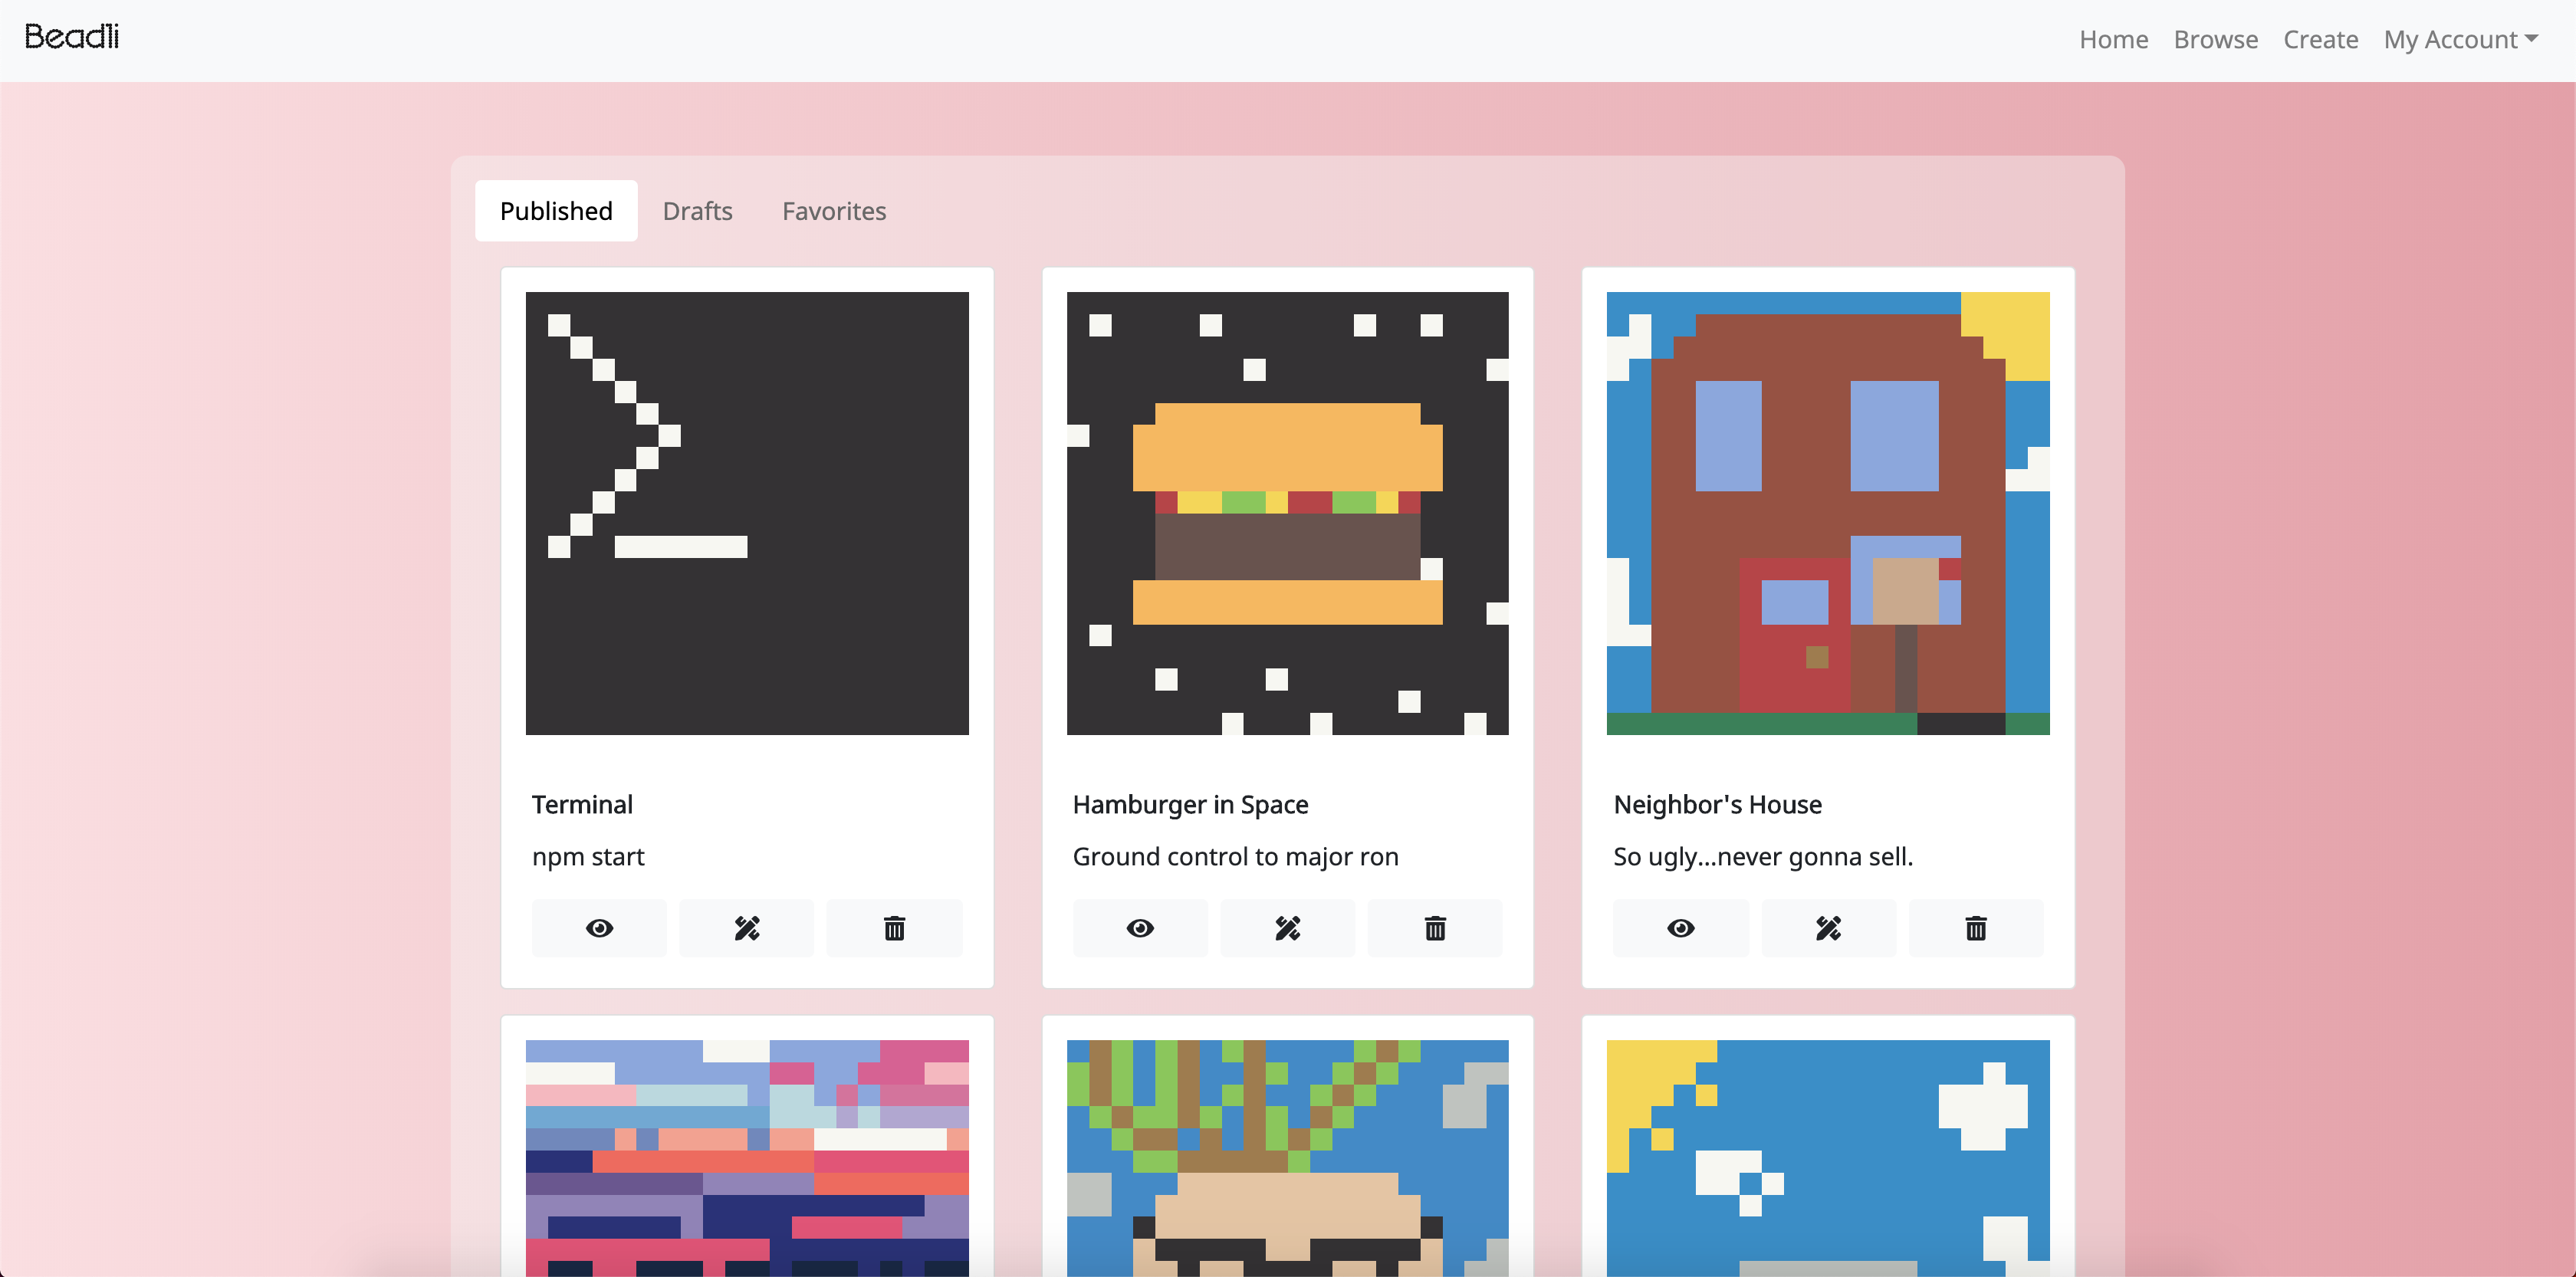 Beadli
Home Browse Create My Account
Published Drafts Favorites
Terminal
npm start
Hamburger in Space
Ground control to major ron
Neighbor's House
So ugly...never gonna sell.